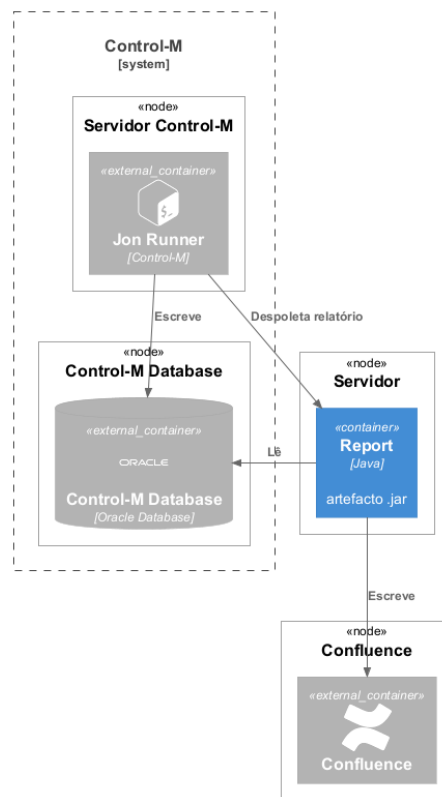 Control-M
[system]
«node»
Servidor Control-M
«external_container»
$_
Jon Runner
[Control-M]
Escreve
Despoleta relatório
«node»
Control-M Database
«external_container»
ORACLE
Control-M Database
[Oracle Database]
Lê
«node»
Servidor
«container»
Report
[Java]
artefacto .jar
Escreve
«node»
Confluence
«external_container»
Confluence